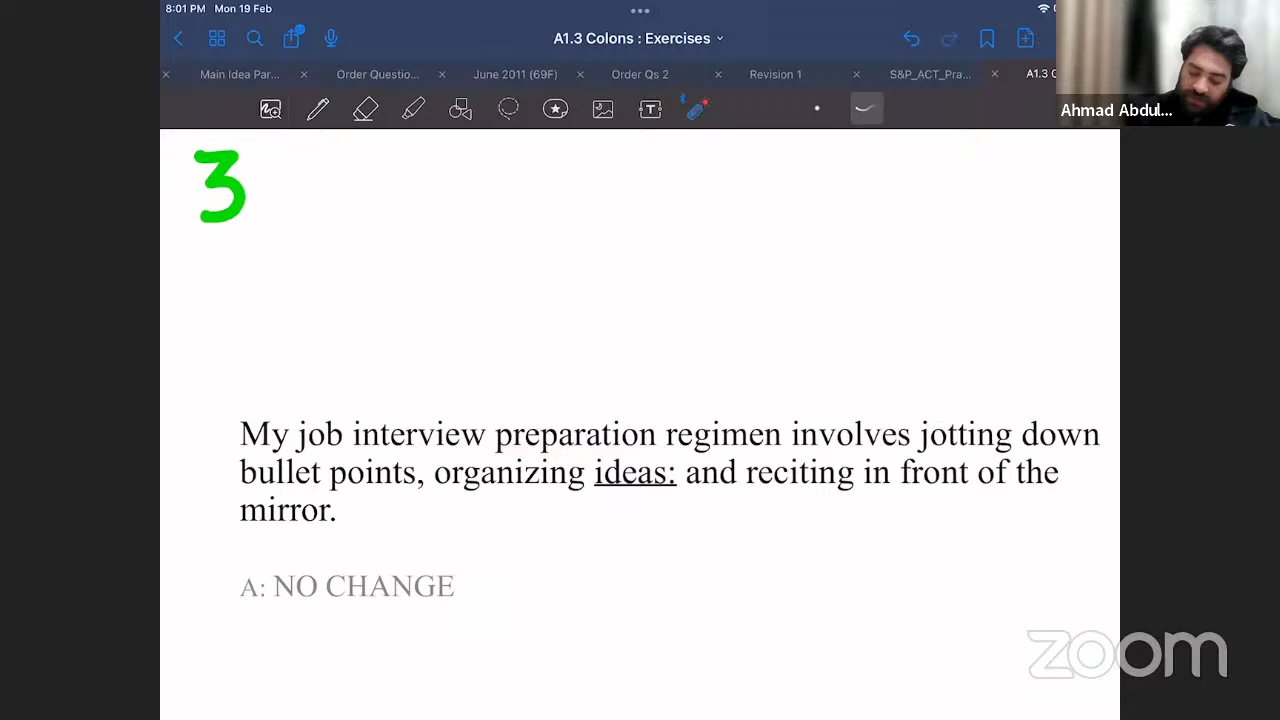 8:01 PM Mon 19 Feb
A1.3 Colons : Exercises
Main Idea Par...
Order Questio...
June 2011 (69F)
Order Qs 2
Revision 1
S&P_ACT_Pra...
A1.3 C
Ahmad Abdul...
3
My job interview preparation regimen involves jotting down
bullet points, organizing ideas: and reciting in front of the
mirror.
A: NO CHANGE
zoom